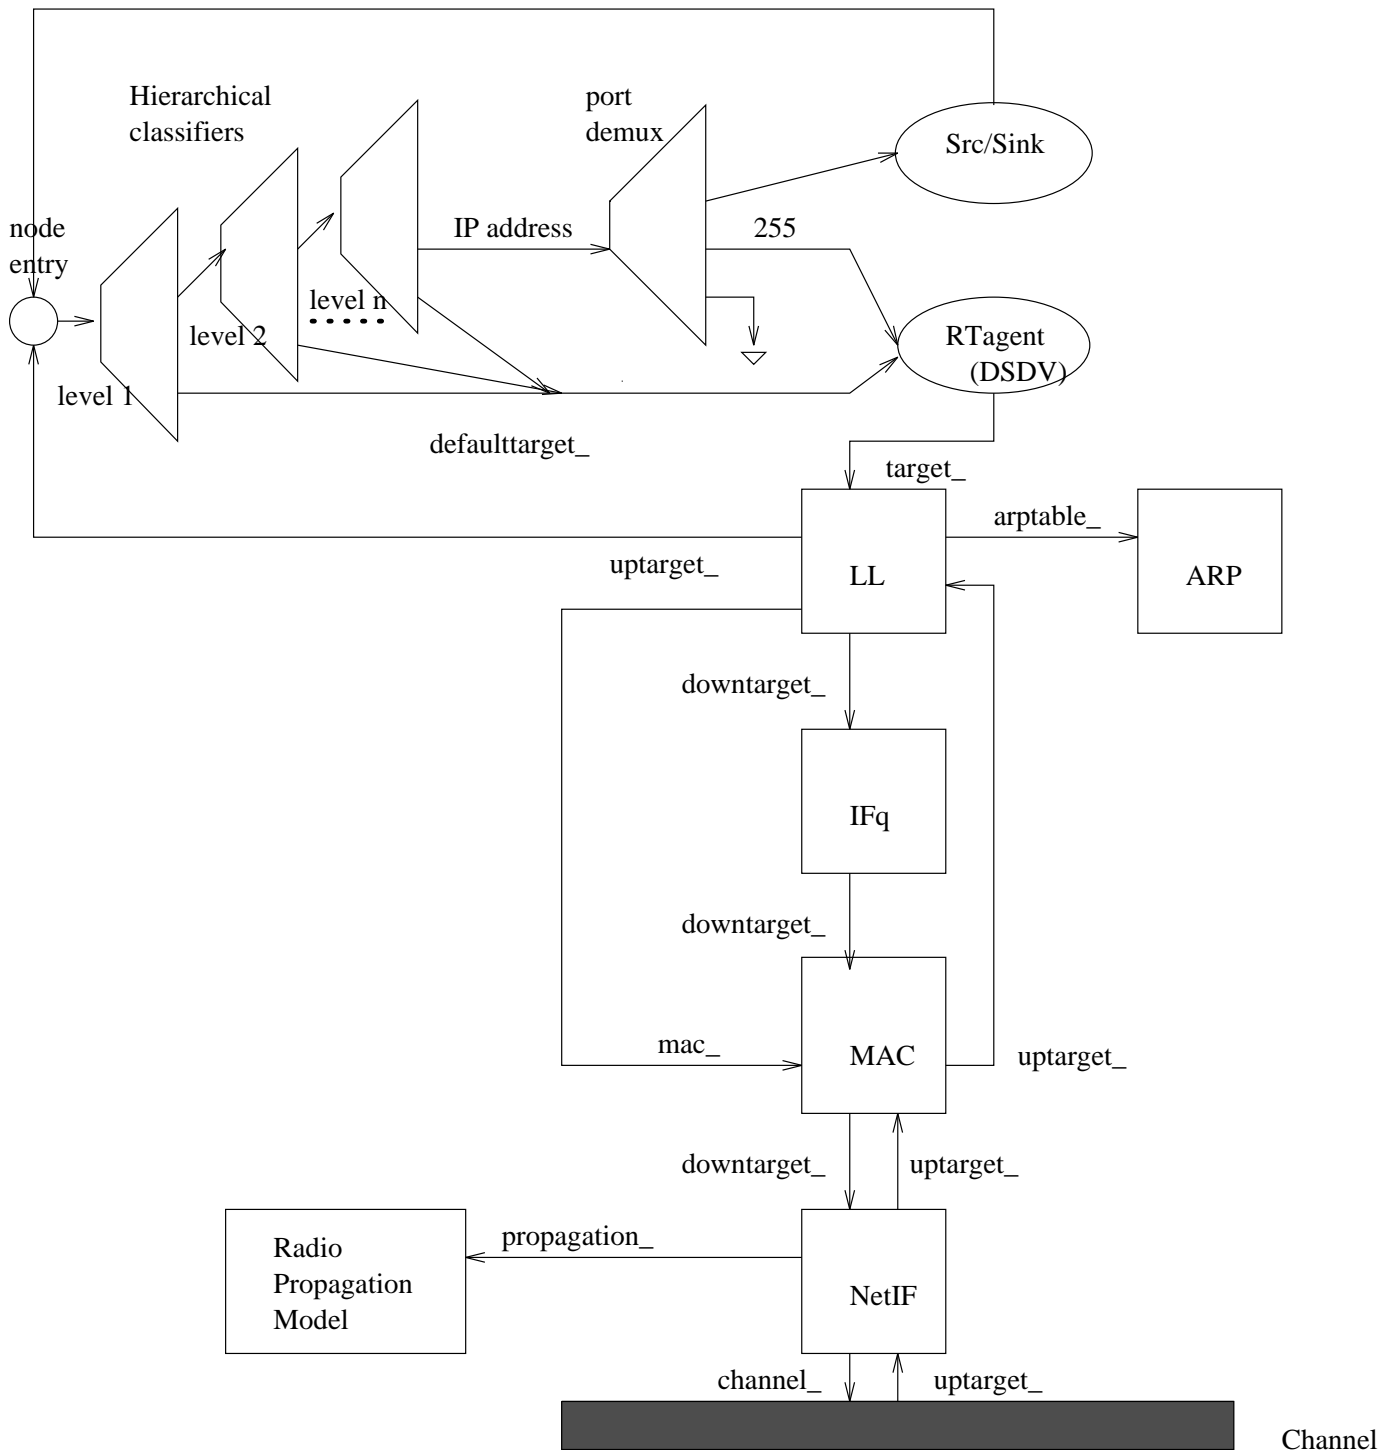 Hierarchical
classifiers
port
demux
Src/Sink
node
entry
IP address
255
level n
level 2
level 1
RTagent
(DSDV)
defaulttarget_
target_
arptable_
uptarget_
LL
ARP
downtarget_
IFq
downtarget_
mac_
MAC
uptarget_
downtarget_
uptarget_
propagation_
Radio
Propagation
Model
NetIF
channel_
uptarget_
Channel